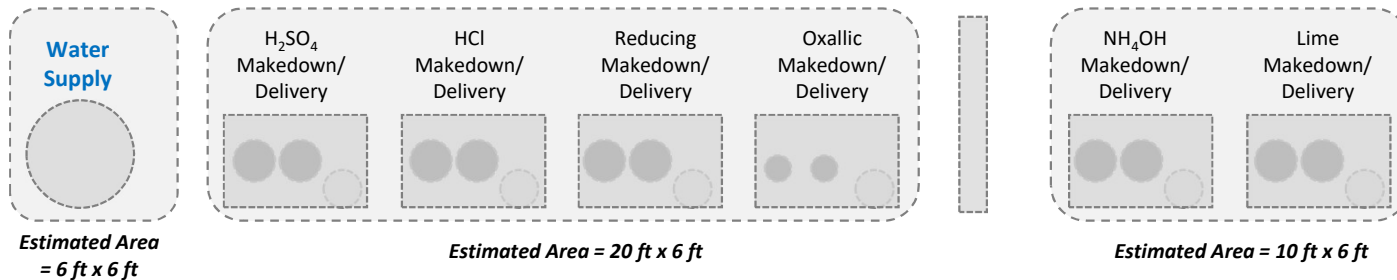 Water
Supply
H₂SO₄
Makedown/
Delivery
HCl
Makedown/
Delivery
Reducing
Makedown/
Delivery
Oxallic
Makedown/
Delivery
NH₄OH
Makedown/
Delivery
Lime
Makedown/
Delivery
Estimated Area
= 6 ft x 6 ft
Estimated Area = 20 ft x 6 ft
Estimated Area = 10 ft x 6 ft